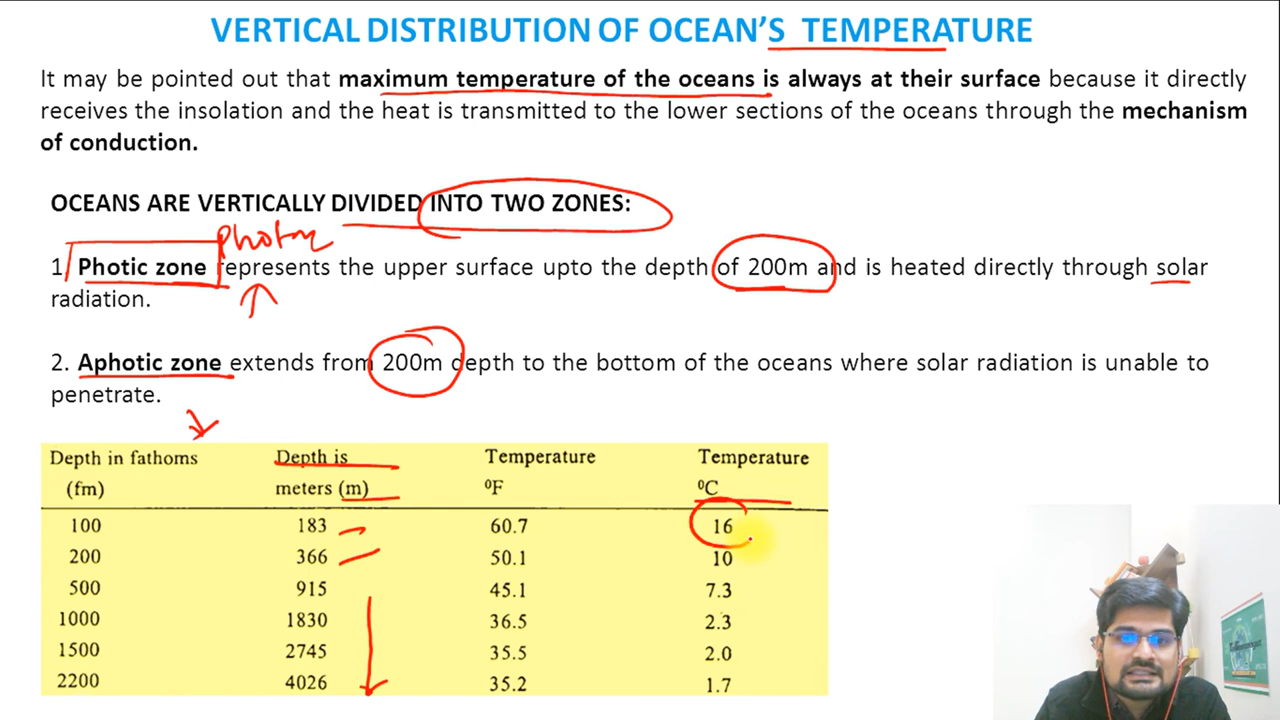 VERTICAL DISTRIBUTION OF OCEAN'S TEMPERATURE
It may be pointed out that maximum temperature of the oceans is always at their surface because it directly
receives the insolation and the heat is transmitted to the lower sections of the oceans through the mechanism
of conduction.
OCEANS ARE VERTICALLY DIVIDED INTO TWO ZONES:
1. Photic zone represents the upper surface upto the depth of 200m and is heated directly through solar
radiation.
2. Aphotic zone extends from 200m depth to the bottom of the oceans where solar radiation is unable to
penetrate.
Depth in fathoms Depth is Temperature Temperature
(fm) meters (m) ⁰F ⁰C
100 183 60.7 16
200 366 50.1 10
500 915 45.1 7.3
1000 1830 36.5 2.3
1500 2745 35.5 2.0
2200 4026 35.2 1.7